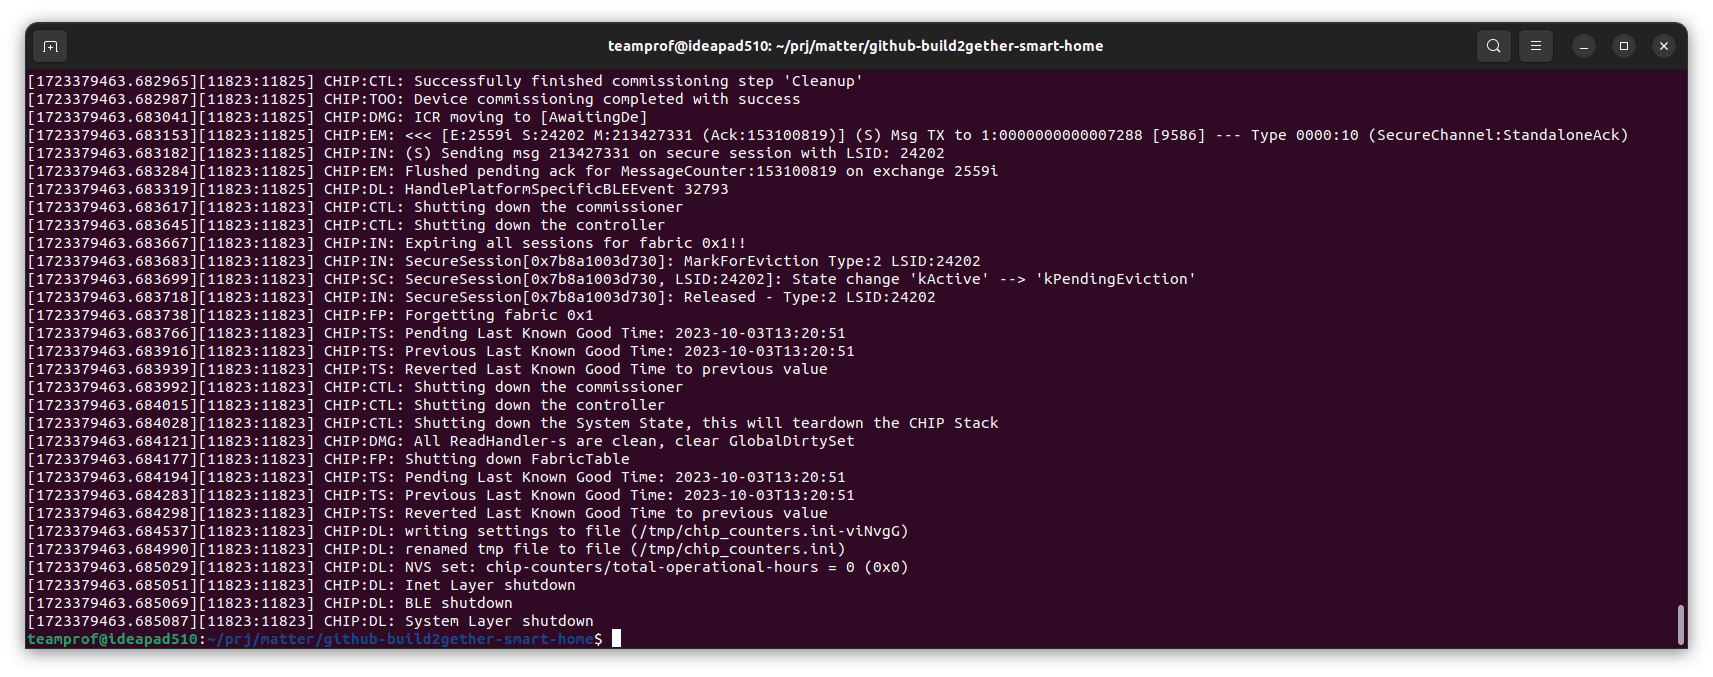 teamprof@ideapad510: ~/prj/matter/github-build2gether-smart-home
[1723379463.682965][11823:11825] CHIP:CTL: Successfully finished commissioning step 'Cleanup'
[1723379463.682987][11823:11825] CHIP:TOO: Device commissioning completed with success
[1723379463.683041][11823:11825] CHIP:DMG: ICR moving to [AwaitingDe]
[1723379463.683153][11823:11825] CHIP:EM: <<< [E:2559i S:24202 M:213427331 (Ack:153100819)] (S) Msg TX to 1:0000000000007288 [9586] --- Type 0000:10 (SecureChannel:StandaloneAck)
[1723379463.683182][11823:11825] CHIP:IN: (S) Sending msg 213427331 on secure session with LSID: 24202
[1723379463.683284][11823:11825] CHIP:EM: Flushed pending ack for MessageCounter:153100819 on exchange 2559i
[1723379463.683319][11823:11825] CHIP:DL: HandlePlatformSpecificBLEEvent 32793
[1723379463.683617][11823:11823] CHIP:CTL: Shutting down the commissioner
[1723379463.683645][11823:11823] CHIP:CTL: Shutting down the controller
[1723379463.683667][11823:11823] CHIP:IN: Expiring all sessions for fabric 0x1!!
[1723379463.683683][11823:11823] CHIP:IN: SecureSession[0x7b8a1003d730]: MarkForEviction Type:2 LSID:24202
[1723379463.683699][11823:11823] CHIP:SC: SecureSession[0x7b8a1003d730, LSID:24202]: State change 'kActive' --> 'kPendingEviction'
[1723379463.683718][11823:11823] CHIP:IN: SecureSession[0x7b8a1003d730]: Released - Type:2 LSID:24202
[1723379463.683738][11823:11823] CHIP:FP: Forgetting fabric 0x1
[1723379463.683766][11823:11823] CHIP:TS: Pending Last Known Good Time: 2023-10-03T13:20:51
[1723379463.683916][11823:11823] CHIP:TS: Previous Last Known Good Time: 2023-10-03T13:20:51
[1723379463.683939][11823:11823] CHIP:TS: Reverted Last Known Good Time to previous value
[1723379463.683992][11823:11823] CHIP:CTL: Shutting down the commissioner
[1723379463.684015][11823:11823] CHIP:CTL: Shutting down the controller
[1723379463.684028][11823:11823] CHIP:CTL: Shutting down the System State, this will teardown the CHIP Stack
[1723379463.684121][11823:11823] CHIP:DMG: All ReadHandler-s are clean, clear GlobalDirtySet
[1723379463.684177][11823:11823] CHIP:FP: Shutting down FabricTable
[1723379463.684194][11823:11823] CHIP:TS: Pending Last Known Good Time: 2023-10-03T13:20:51
[1723379463.684283][11823:11823] CHIP:TS: Previous Last Known Good Time: 2023-10-03T13:20:51
[1723379463.684298][11823:11823] CHIP:TS: Reverted Last Known Good Time to previous value
[1723379463.684537][11823:11823] CHIP:DL: writing settings to file (/tmp/chip_counters.ini-viNvgG)
[1723379463.684990][11823:11823] CHIP:DL: renamed tmp file to file (/tmp/chip_counters.ini)
[1723379463.685029][11823:11823] CHIP:DL: NVS set: chip-counters/total-operational-hours = 0 (0x0)
[1723379463.685051][11823:11823] CHIP:DL: Inet Layer shutdown
[1723379463.685069][11823:11823] CHIP:DL: BLE shutdown
[1723379463.685087][11823:11823] CHIP:DL: System Layer shutdown
teamprof@ideapad510:~/prj/matter/github-build2gether-smart-home$